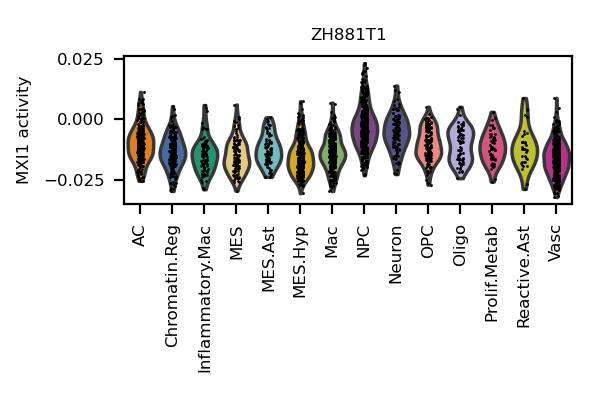 ZH881T1
MXI1 activity
0.025
0.000
−0.025
AC
Chromatin.Reg
Inflammatory.Mac
MES
MES.Ast
MES.Hyp
Mac
NPC
Neuron
OPC
Oligo
Prolif.Metab
Reactive.Ast
Vasc